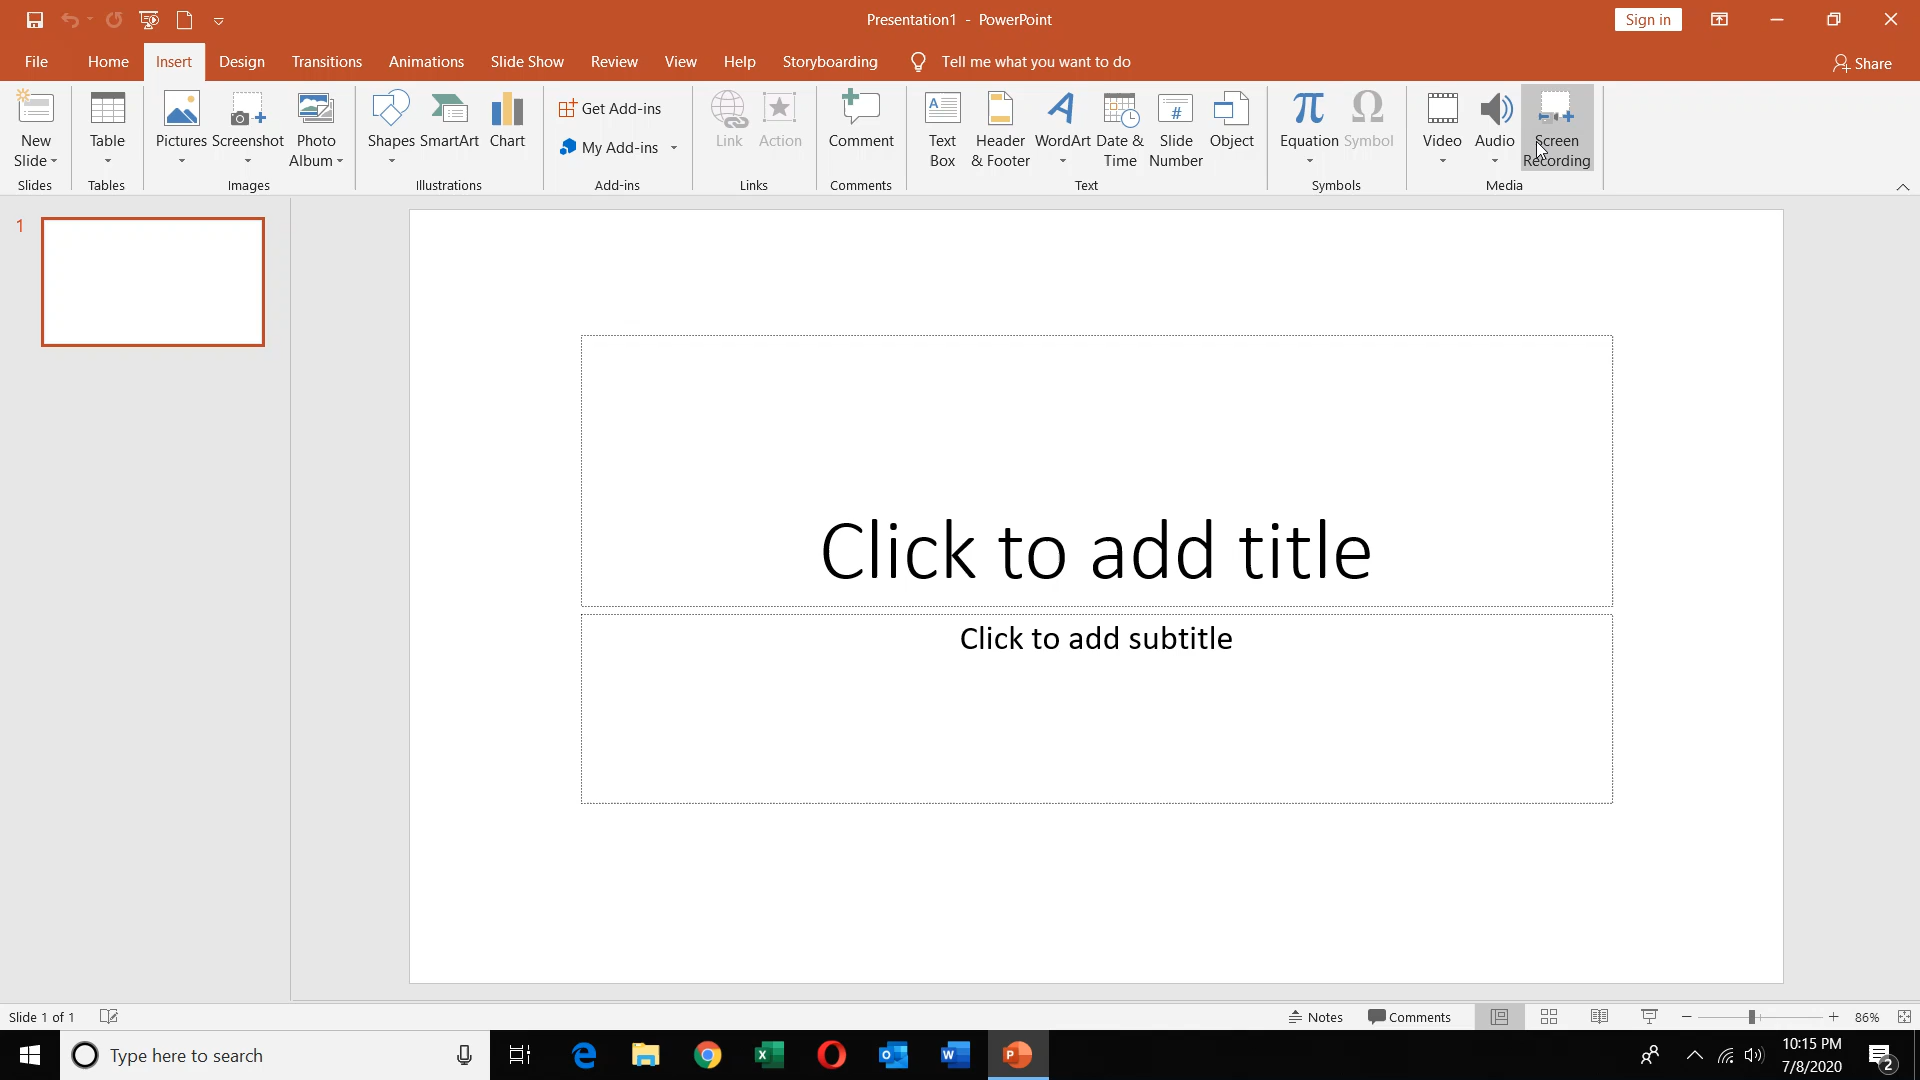 Presentation1 - PowerPoint
Sign in
File Home Insert Design Transitions Animations Slide Show Review View Help Storyboarding Tell me what you want to do Share
New Slide
Slides
Table
Tables
Pictures
Screenshot
Photo Album
Images
Shapes
SmartArt
Chart
Illustrations
Get Add-ins
My Add-ins
Add-ins
Link
Action
Links
Comment
Comments
Text Box
Header & Footer
WordArt
Date & Time
Slide Number
Object
Text
Equation
Symbol
Symbols
Video
Audio
Screen Recording
Media
1
Click to add title
Click to add subtitle
Slide 1 of 1
Notes
Comments
86%
Type here to search
10:15 PM
7/8/2020
2